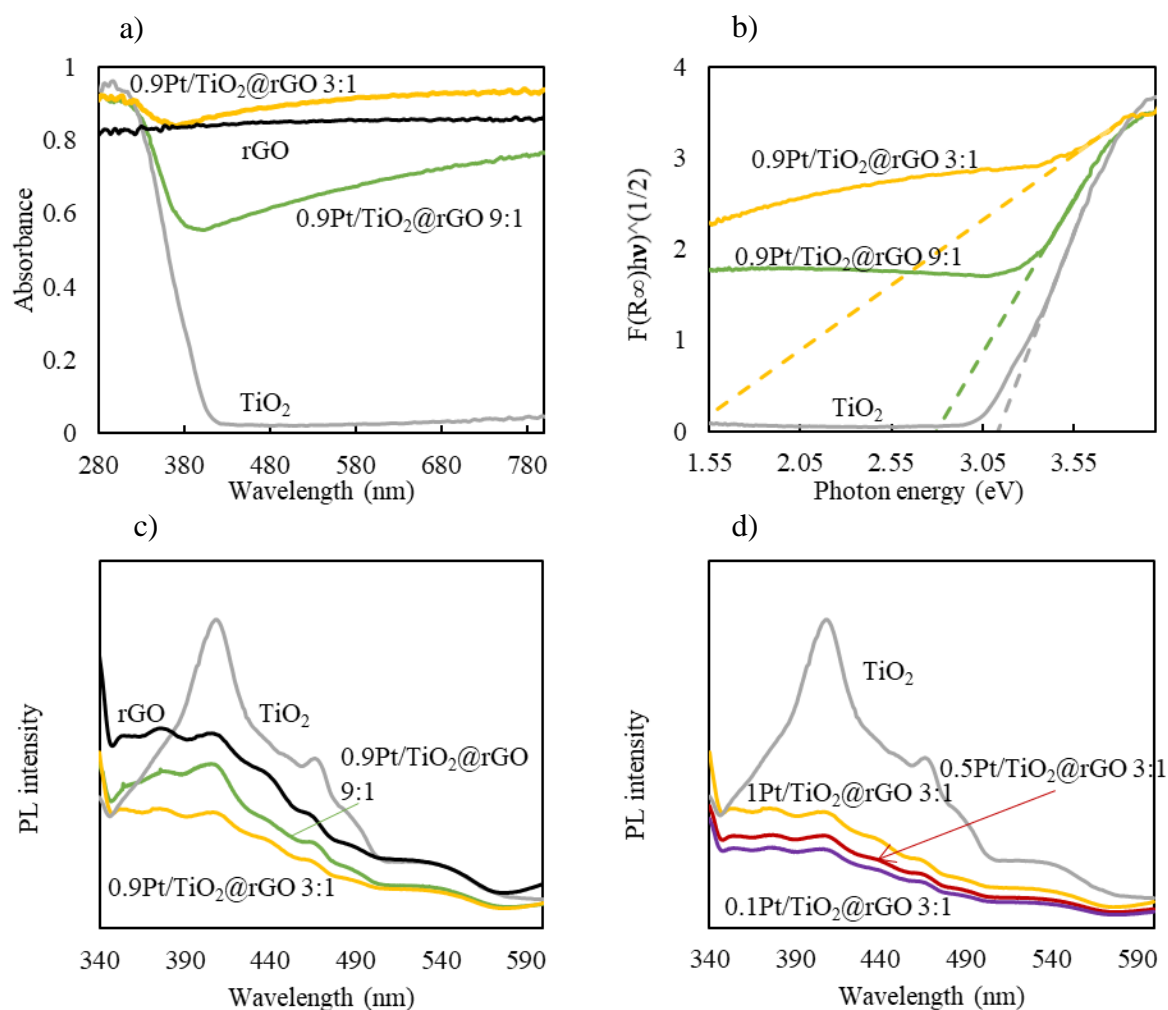 a)
1
0.8
0.6
0.4
0.2
0
Absorbance
0.9Pt/TiO₂@rGO 3:1
rGO
0.9Pt/TiO₂@rGO 9:1
TiO₂
280 380 480 580 680 780
Wavelength (nm)
b)
4
3
2
1
0
F(R∞)hν)^(1/2)
0.9Pt/TiO₂@rGO 3:1
0.9Pt/TiO₂@rGO 9:1
TiO₂
1.55 2.05 2.55 3.05 3.55
Photon energy (eV)
c)
PL intensity
rGO
TiO₂
0.9Pt/TiO₂@rGO
9:1
0.9Pt/TiO₂@rGO 3:1
340 390 440 490 540 590
Wavelength (nm)
d)
PL intensity
TiO₂
0.5Pt/TiO₂@rGO 3:1
1Pt/TiO₂@rGO 3:1
0.1Pt/TiO₂@rGO 3:1
340 390 440 490 540 590
Wavelength (nm)